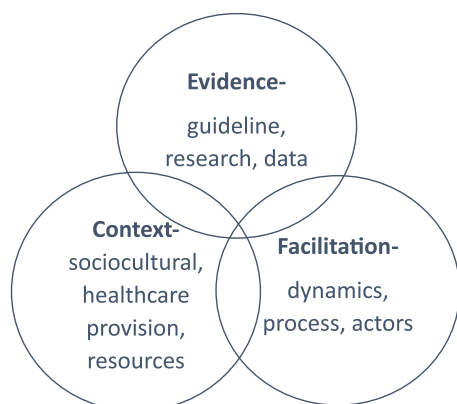 Evidence-
guideline,
research, data
Context-
sociocultural,
healthcare
provision,
resources
Facilitation-
dynamics,
process, actors